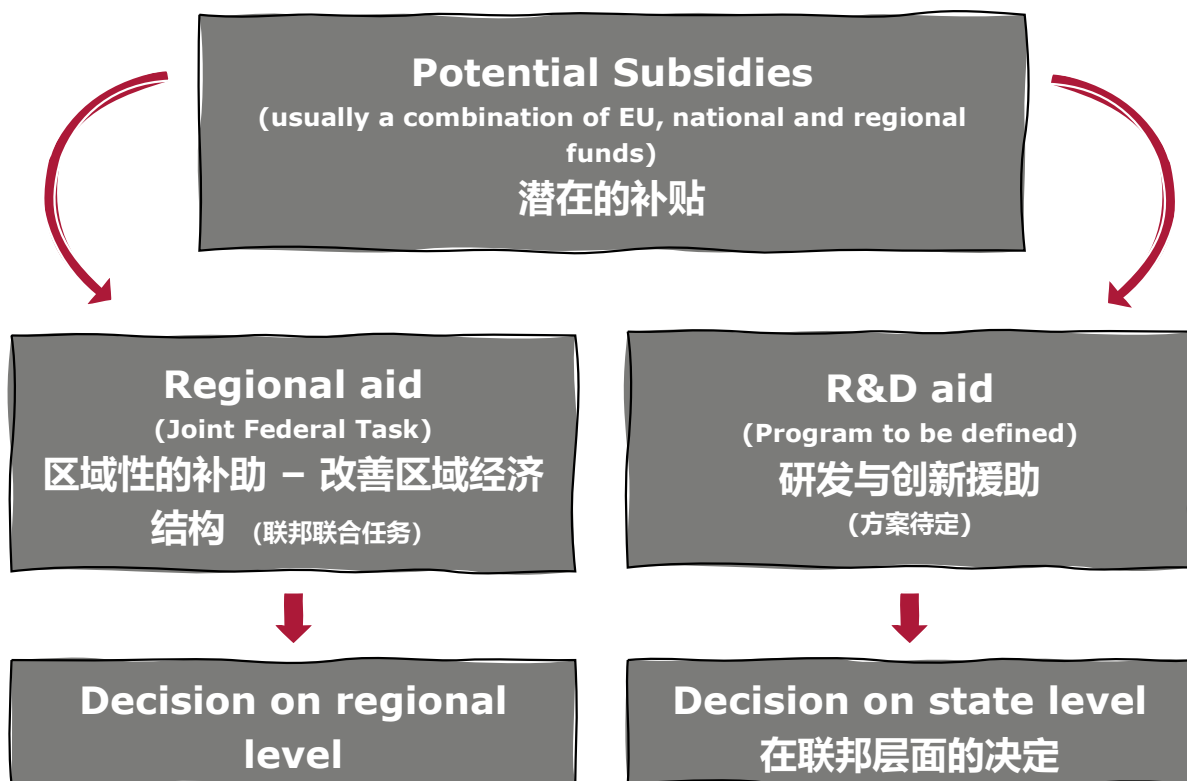 Potential Subsidies
(usually a combination of EU, national and regional
funds)
潜在的补贴
Regional aid
(Joint Federal Task)
区域性的补助 – 改善区域经济
结构 (联邦联合任务)
R&D aid
(Program to be defined)
研发与创新援助
(方案待定)
Decision on regional
level
Decision on state level
在联邦层面的决定